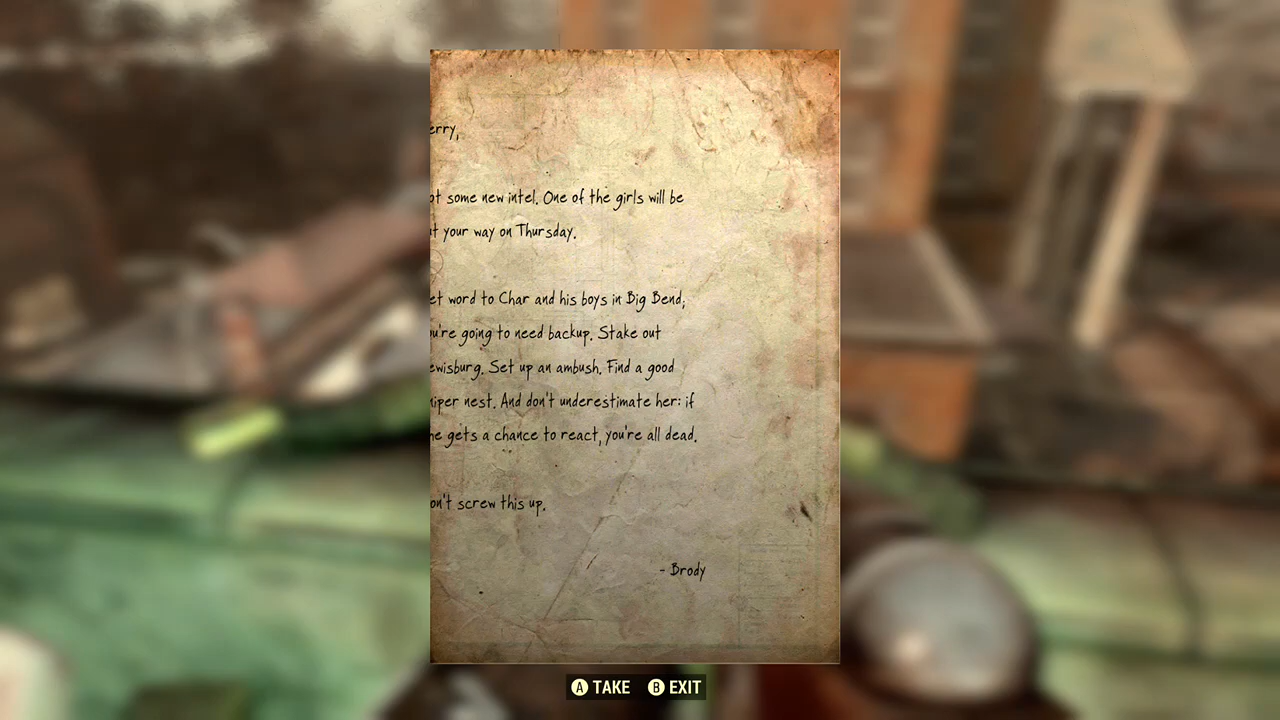 erry,
ot some new intel. One of the girls will be
ut your way on Thursday.
et word to Char and his boys in Big Bend,
ou're going to need backup. Stake out
ewisburg. Set up an ambush. Find a good
niper nest. And don't underestimate her: if
he gets a chance to react, you're all dead.
on't screw this up.
- Brody
A TAKE B EXIT